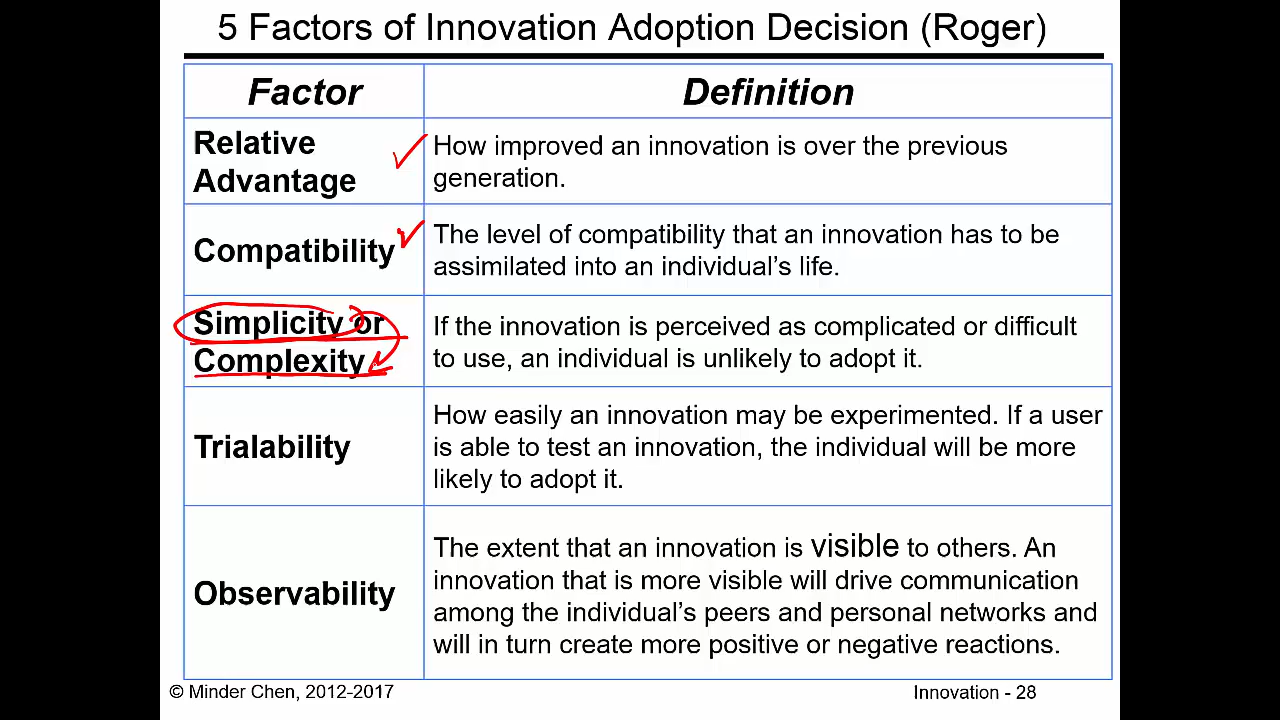 5 Factors of Innovation Adoption Decision (Roger)
Factor
Definition
Relative
Advantage
How improved an innovation is over the previous
generation.
Compatibility
The level of compatibility that an innovation has to be
assimilated into an individual's life.
Simplicity or
Complexity
If the innovation is perceived as complicated or difficult
to use, an individual is unlikely to adopt it.
Trialability
How easily an innovation may be experimented. If a user
is able to test an innovation, the individual will be more
likely to adopt it.
Observability
The extent that an innovation is visible to others. An
innovation that is more visible will drive communication
among the individual's peers and personal networks and
will in turn create more positive or negative reactions.
© Minder Chen, 2012-2017
Innovation - 28